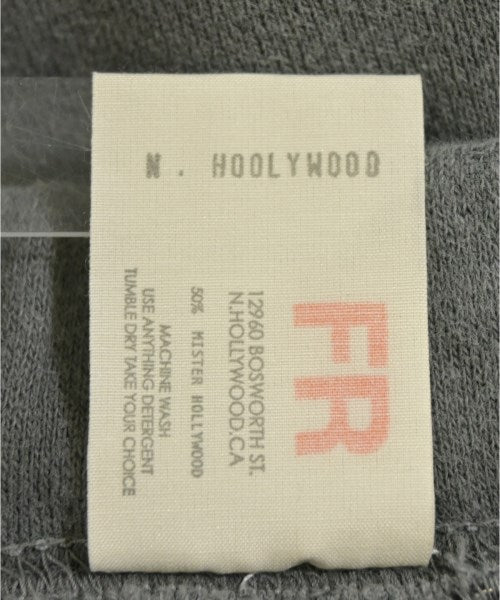 N. HOOLYWOOD
FR
12960 BOSWORTH ST.
N.HOLLYWOOD.CA
50% MISTER HOLLYWOOD
MACHINE WASH
USE ANYTHING DETERGENT
TUMBLE DRY TAKE YOUR CHOICE